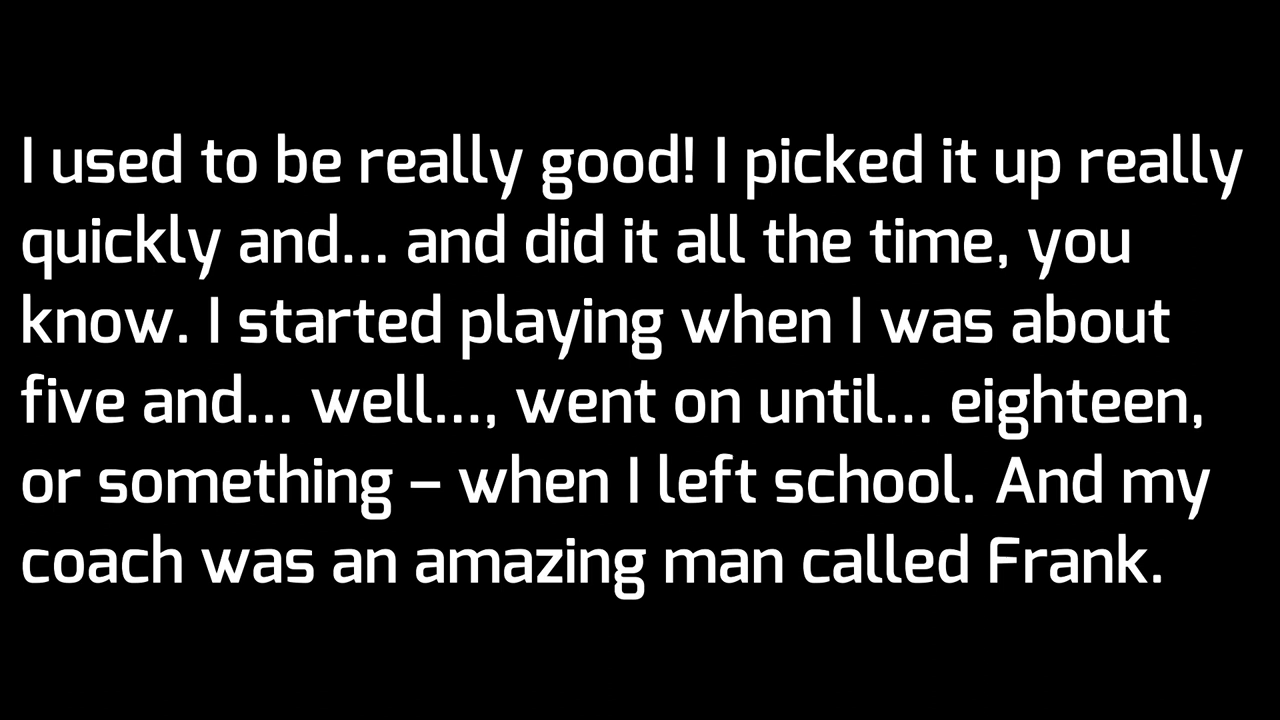 I used to be really good! I picked it up really
quickly and... and did it all the time, you
know. I started playing when I was about
five and... well..., went on until... eighteen,
or something – when I left school. And my
coach was an amazing man called Frank.